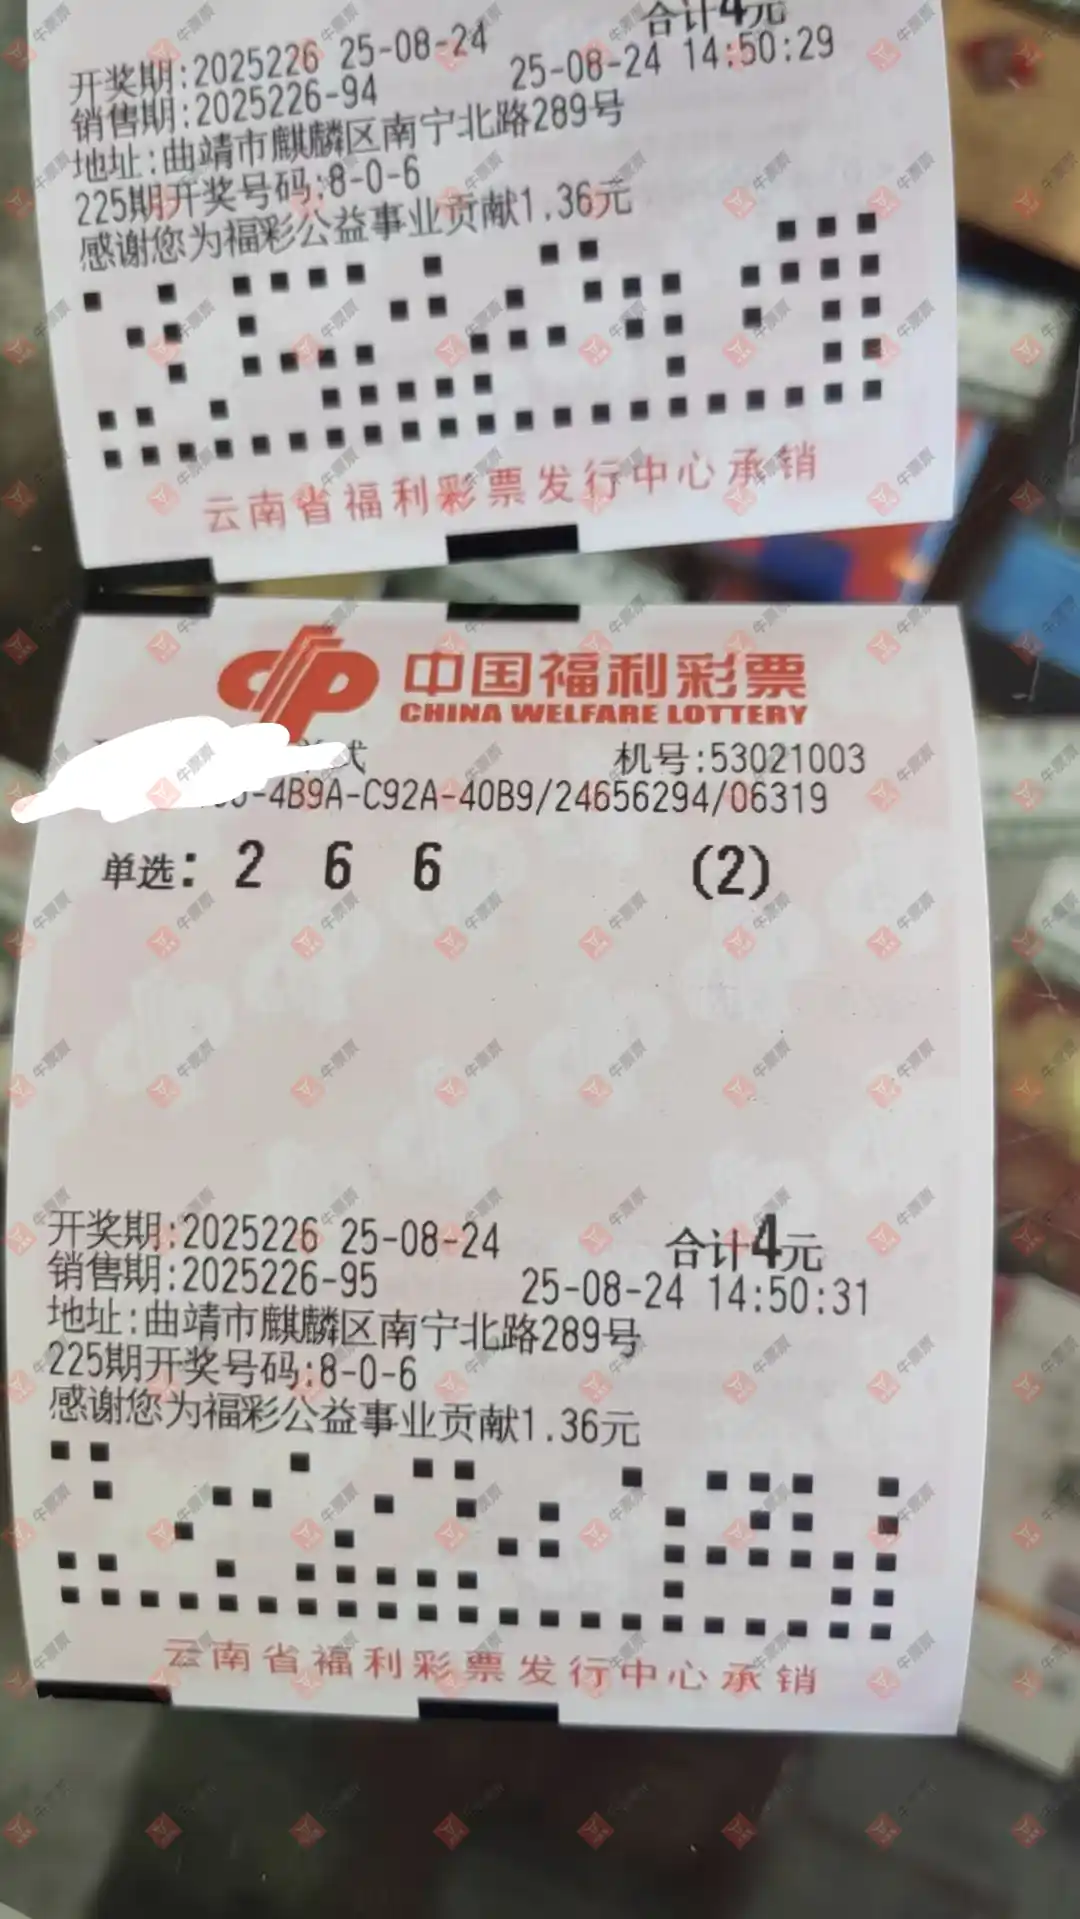 合计4元
开奖期:2025226 25-08-24
销售期:2025226-94 25-08-24 14:50:29
地址:曲靖市麒麟区南宁北路289号
225期开奖号码:8-0-6
感谢您为福彩公益事业贡献1.36元
云南省福利彩票发行中心承销
中国福利彩票
CHINA WELFARE LOTTERY
式 机号:53021003
-4B9A-C92A-40B9/24656294/06319
单选: 2 6 6 (2)
开奖期:2025226 25-08-24 合计4元
销售期:2025226-95 25-08-24 14:50:31
地址:曲靖市麒麟区南宁北路289号
225期开奖号码:8-0-6
感谢您为福彩公益事业贡献1.36元
云南省福利彩票发行中心承销
牛票票